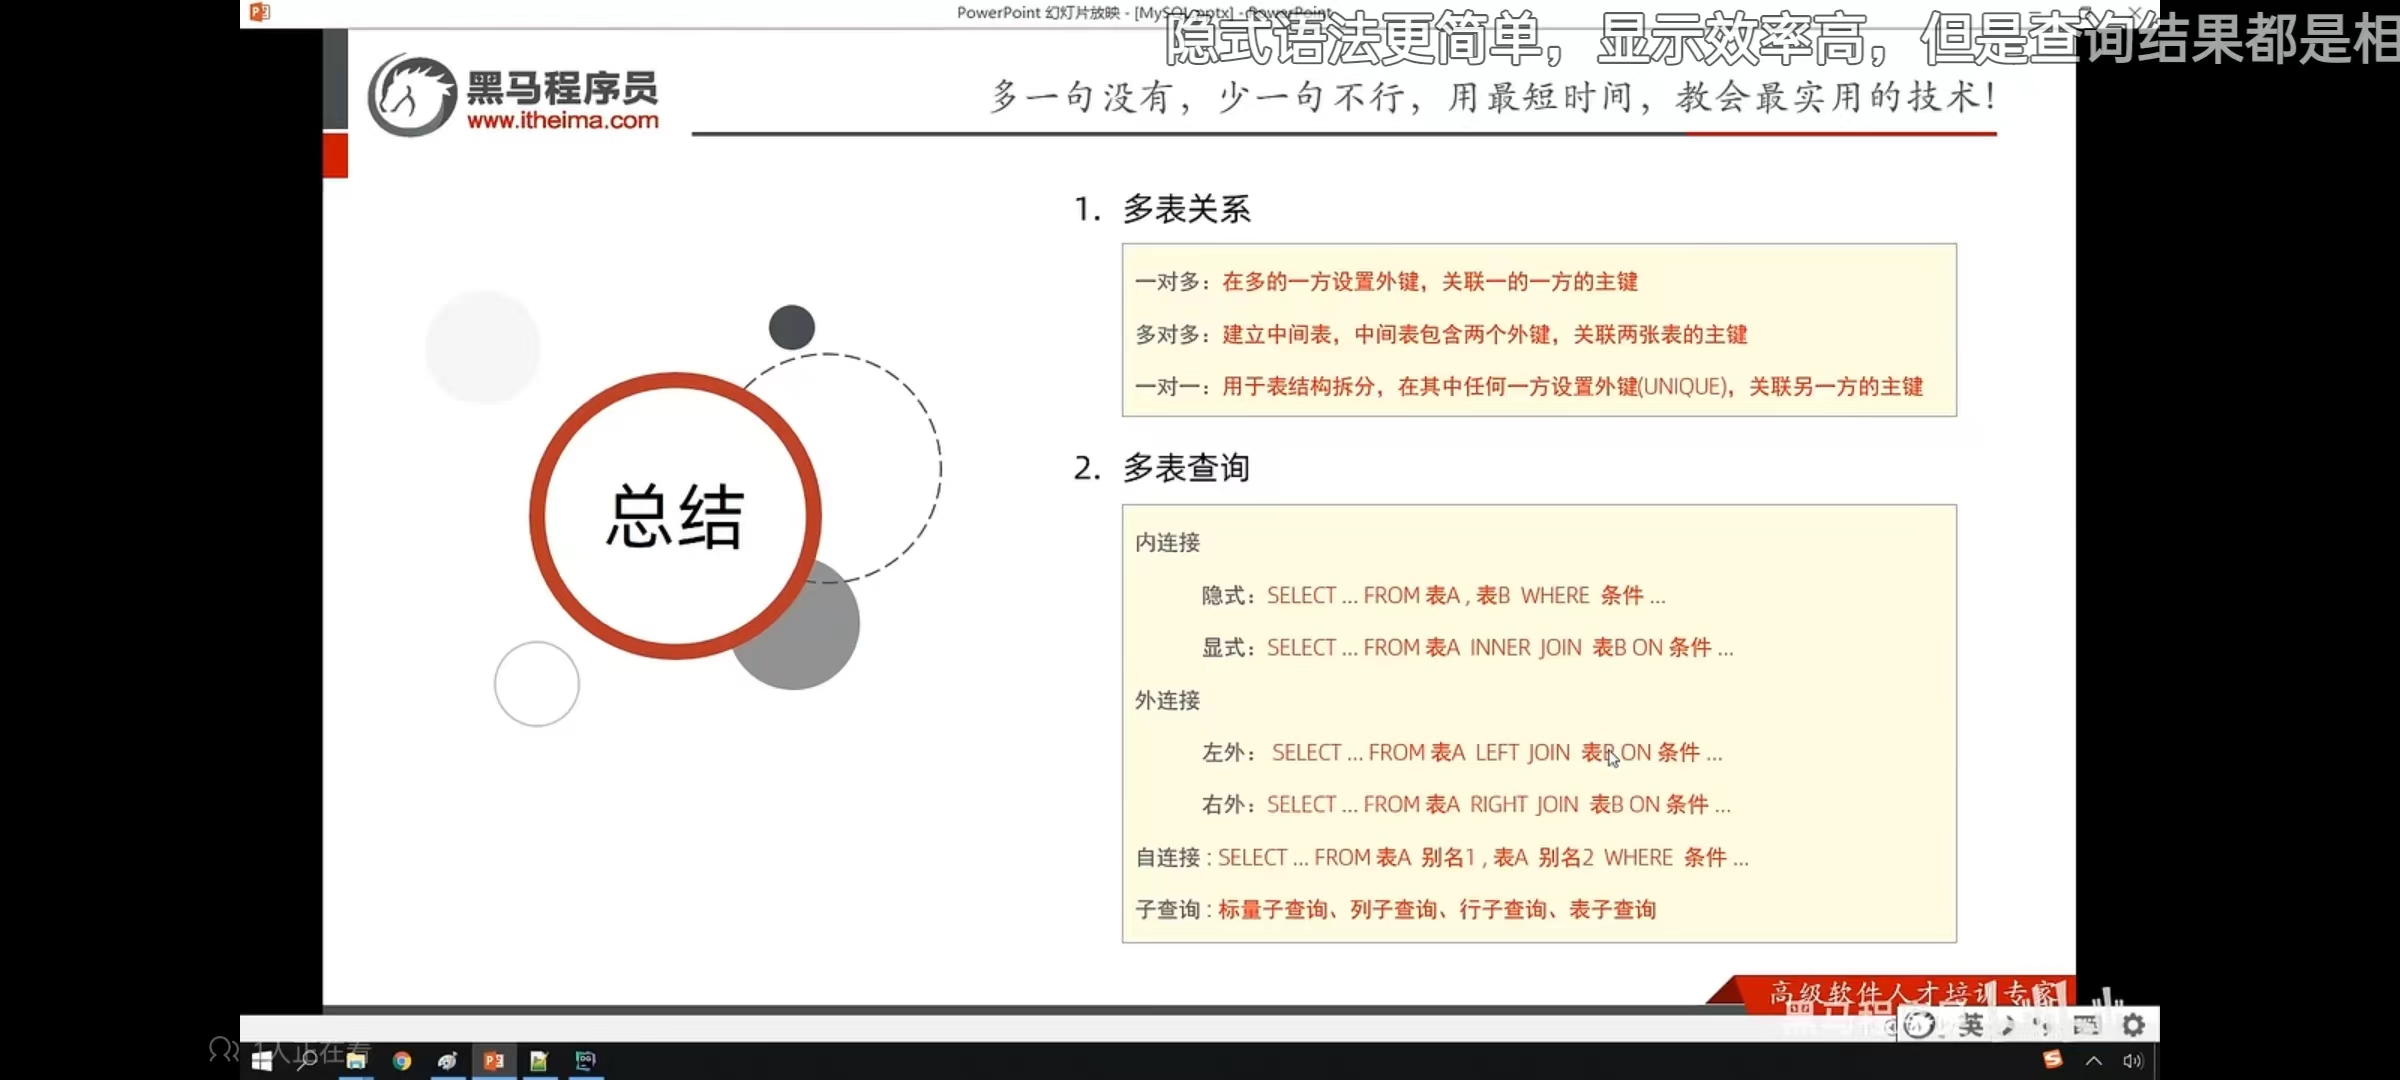 PowerPoint 幻灯片放映 - [MySQL.pptx] - PowerPoint
隐式语法更简单，显示效率高，但是查询结果都是相
黑马程序员
www.itheima.com
多一句没有，少一句不行，用最短时间，教会最实用的技术！
总结
1. 多表关系
一对多：在多的一方设置外键，关联一的一方的主键
多对多：建立中间表，中间表包含两个外键，关联两张表的主键
一对一：用于表结构拆分，在其中任何一方设置外键(UNIQUE)，关联另一方的主键
2. 多表查询
内连接
隐式：SELECT ... FROM 表A , 表B WHERE 条件 ...
显式：SELECT ... FROM 表A INNER JOIN 表B ON 条件 ...
外连接
左外： SELECT ... FROM 表A LEFT JOIN 表B ON 条件 ...
右外：SELECT ... FROM 表A RIGHT JOIN 表B ON 条件 ...
自连接 : SELECT ... FROM 表A 别名1 , 表A 别名2 WHERE 条件 ...
子查询 : 标量子查询、列子查询、行子查询、表子查询
高级软件人才培训专家
英
1人正在看